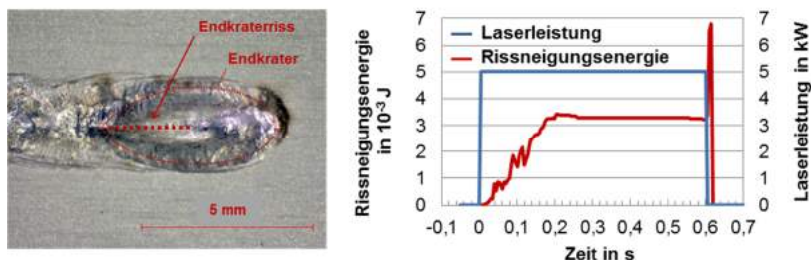 Endkraterriss
Endkrater
5 mm
Rissneigungsenergie
in 10⁻³ J
7
6
5
4
3
2
1
0
Laserleistung
Rissneigungsenergie
7
6
5
4
3
2
1
0
Laserleistung in kW
-0,1 0 0,1 0,2 0,3 0,4 0,5 0,6 0,7
Zeit in s